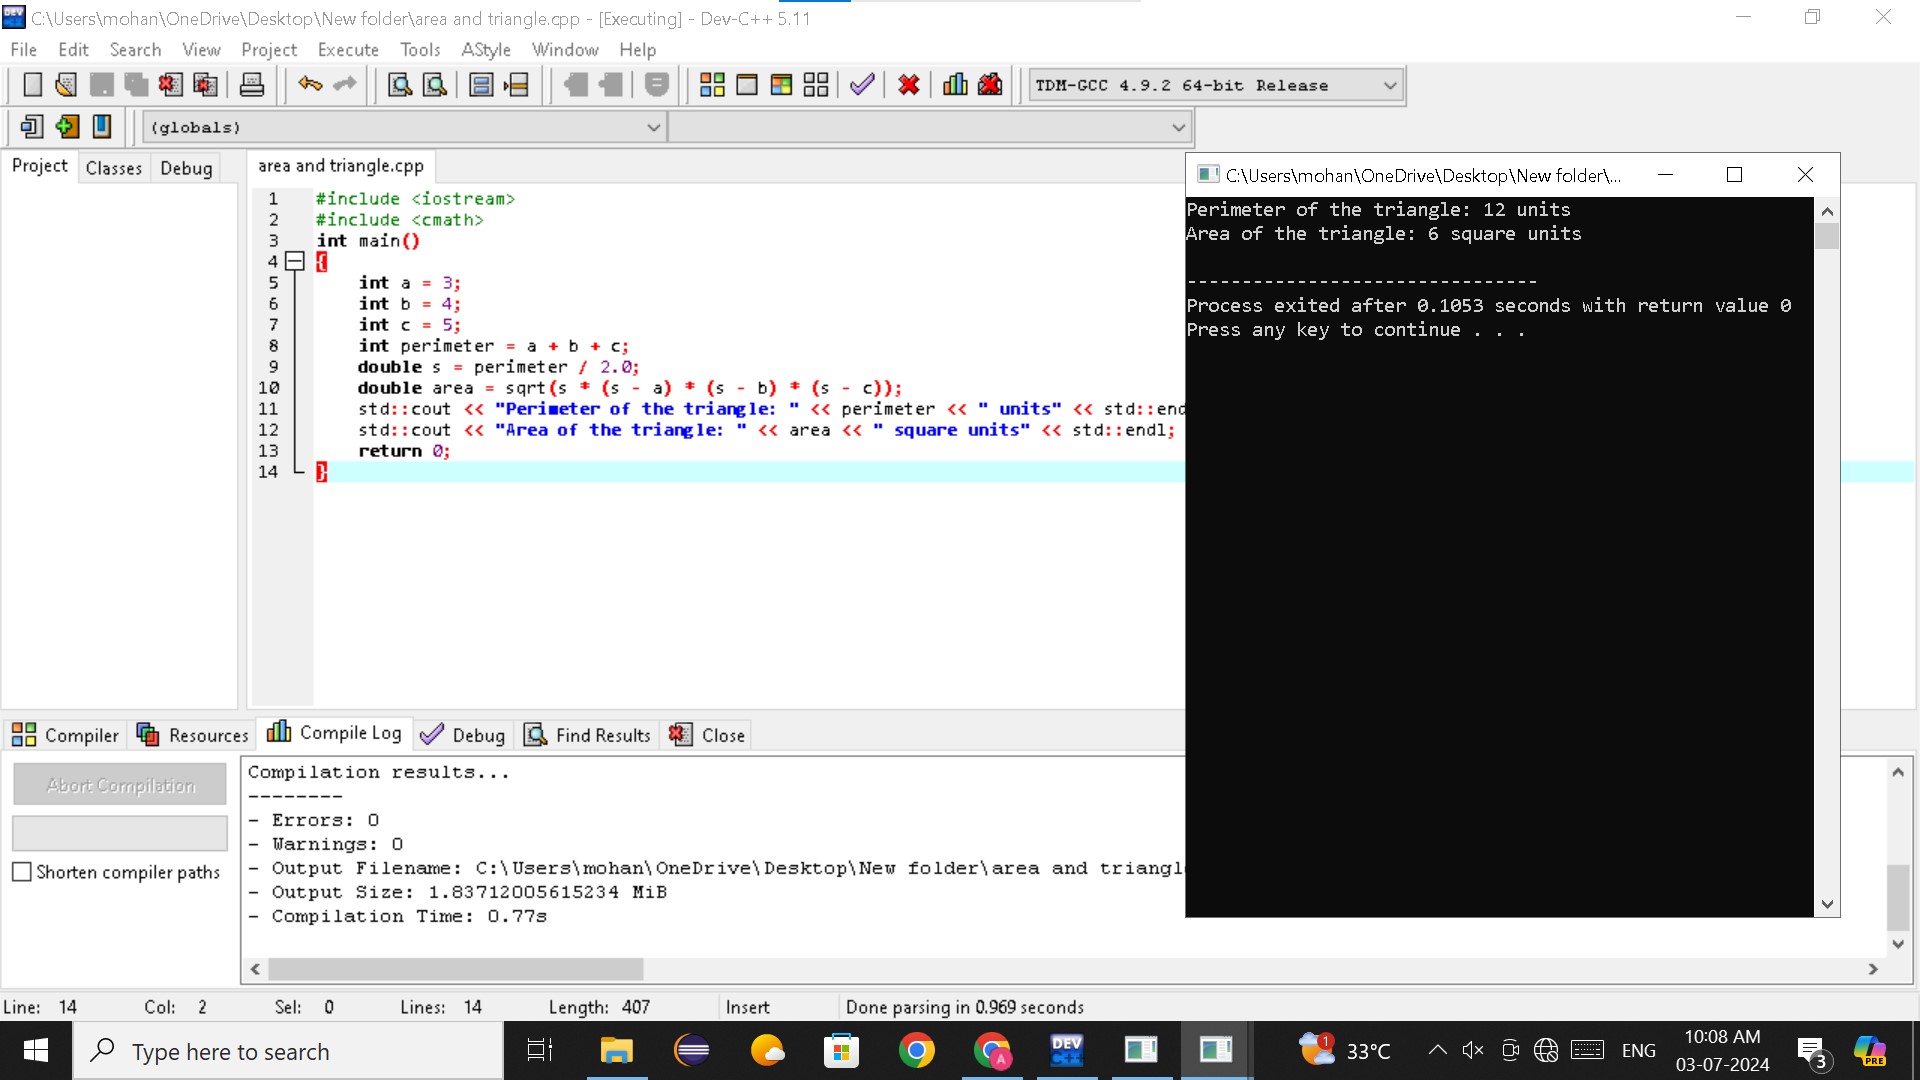 C:\Users\mohan\OneDrive\Desktop\New folder\area and triangle.cpp - [Executing] - Dev-C++ 5.11
File Edit Search View Project Execute Tools AStyle Window Help
TDM-GCC 4.9.2 64-bit Release
(globals)
Project Classes Debug
area and triangle.cpp
1 #include <iostream>
2 #include <cmath>
3 int main()
4 {
5 int a = 3;
6 int b = 4;
7 int c = 5;
8 int perimeter = a + b + c;
9 double s = perimeter / 2.0;
10 double area = sqrt(s * (s - a) * (s - b) * (s - c));
11 std::cout << "Perimeter of the triangle: " << perimeter << " units" << std::end
12 std::cout << "Area of the triangle: " << area << " square units" << std::endl;
13 return 0;
14 }
C:\Users\mohan\OneDrive\Desktop\New folder\...
Perimeter of the triangle: 12 units
Area of the triangle: 6 square units
--------------------------------
Process exited after 0.1053 seconds with return value 0
Press any key to continue . . .
Compiler Resources Compile Log Debug Find Results Close
Abort Compilation
Shorten compiler paths
Compilation results...
--------
- Errors: 0
- Warnings: 0
- Output Filename: C:\Users\mohan\OneDrive\Desktop\New folder\area and triangl
- Output Size: 1.83712005615234 MiB
- Compilation Time: 0.77s
Line: 14 Col: 2 Sel: 0 Lines: 14 Length: 407 Insert Done parsing in 0.969 seconds
Type here to search
DEV C++
A
1
33°C
ENG
10:08 AM
03-07-2024
3
PRE